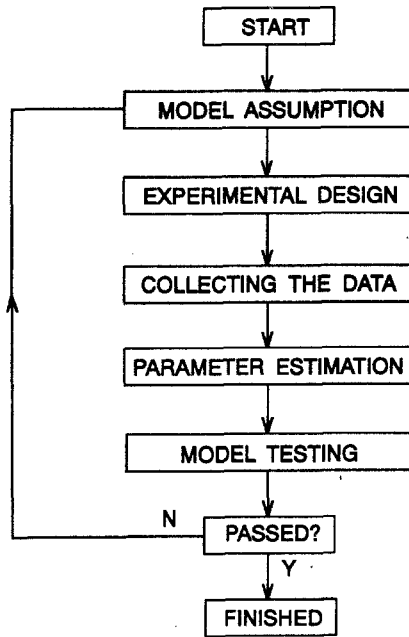 START
MODEL ASSUMPTION
EXPERIMENTAL DESIGN
COLLECTING THE DATA
PARAMETER ESTIMATION
MODEL TESTING
N
PASSED?
Y
FINISHED